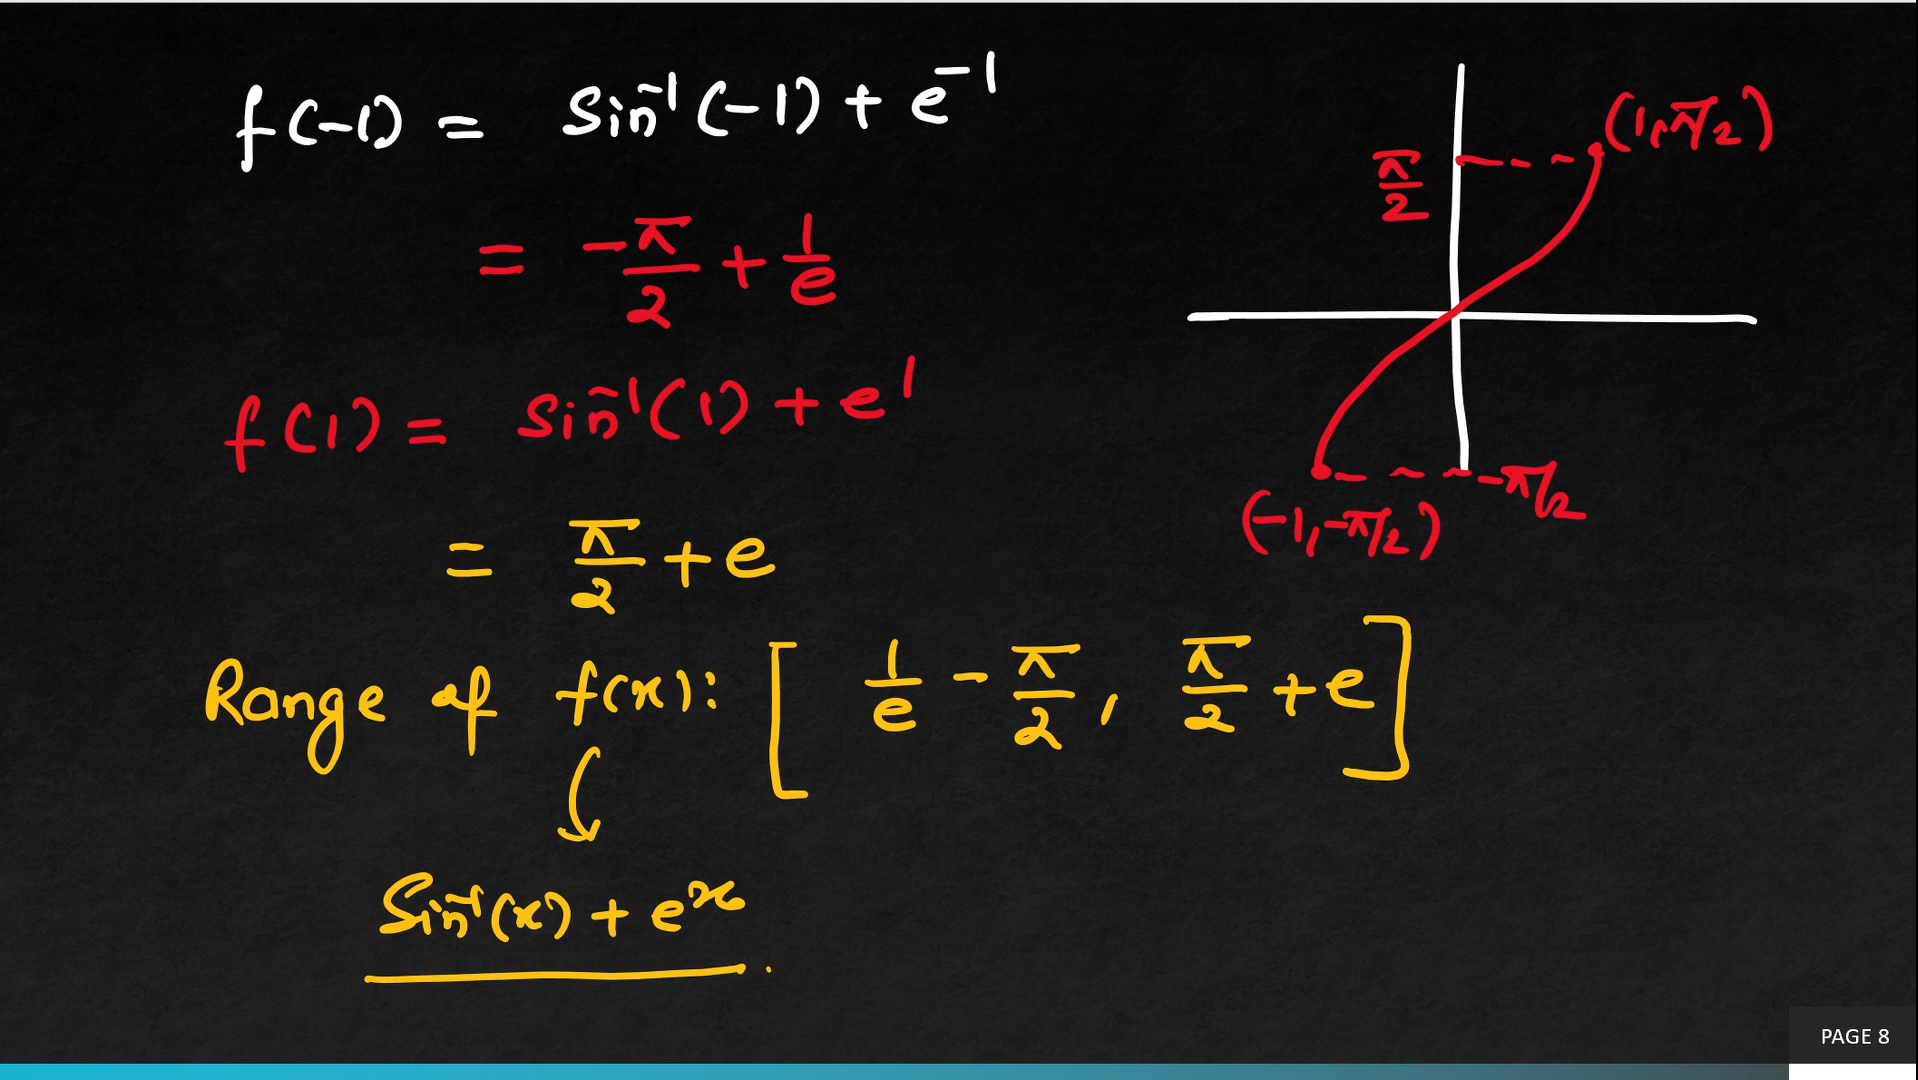 f(-1) = sin⁻¹(-1) + e⁻¹
= -π/2 + 1/e
f(1) = sin⁻¹(1) + e¹
= π/2 + e
Range of f(x): [1/e - π/2, π/2 + e]
Sin⁻¹(x) + eˣ.
(1, π/2)
π/2
-π/2
(-1, -π/2)
PAGE 8